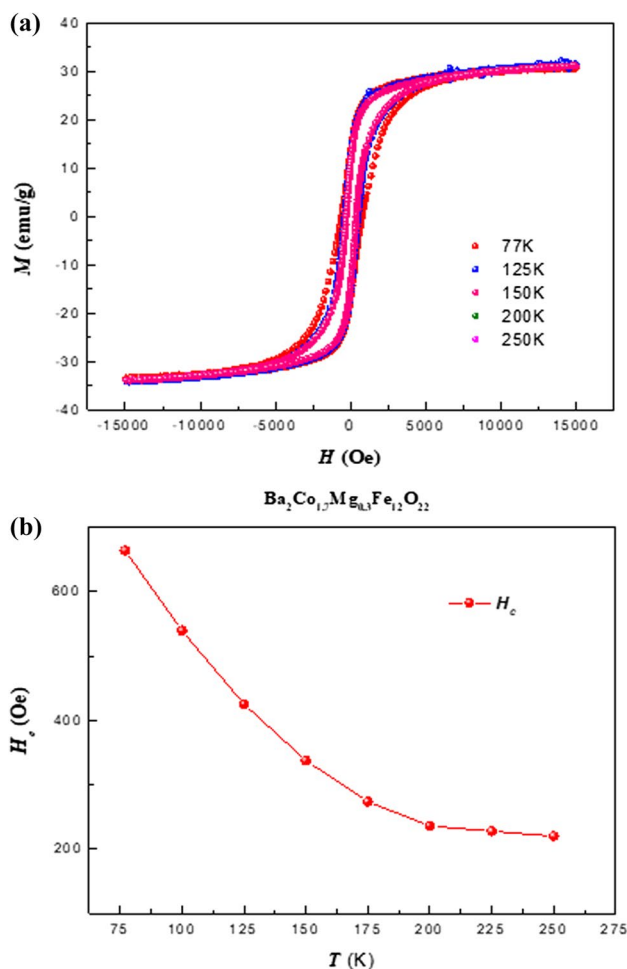 (a)
40
30
20
10
0
-10
-20
-30
-40
M (emu/g)
77K
125K
150K
200K
250K
-15000 -10000 -5000 0 5000 10000 15000
H (Oe)
Ba₂Co₁.₇Mg₀.₃Fe₁₂O₂₂
(b)
600
400
200
H_c (Oe)
H_c
75 100 125 150 175 200 225 250 275
T (K)